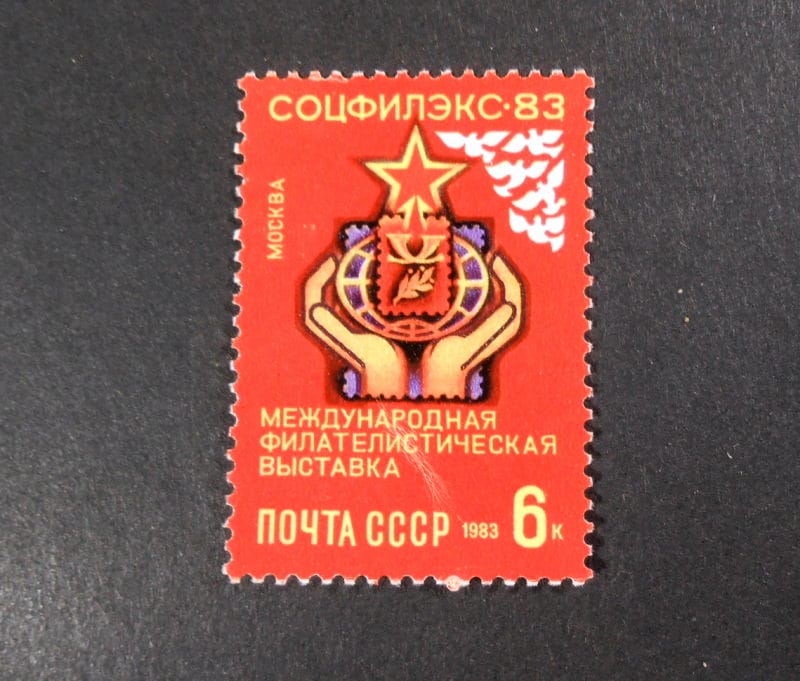 СОЦФИЛЭКС·83
МОСКВА
МЕЖДУНАРОДНАЯ
ФИЛАТЕЛИСТИЧЕСКАЯ
ВЫСТАВКА
ПОЧТА СССР 1983 6к